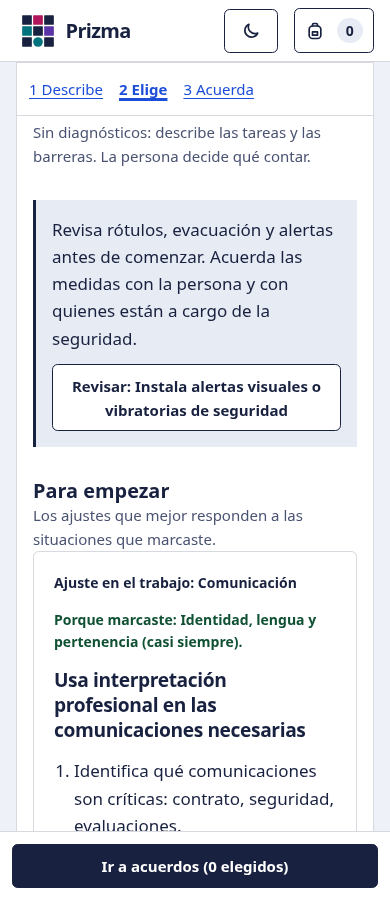 Prizma
0
1 Describe 2 Elige 3 Acuerda
Sin diagnósticos: describe las tareas y las
barreras. La persona decide qué contar.
Revisa rótulos, evacuación y alertas
antes de comenzar. Acuerda las
medidas con la persona y con
quienes están a cargo de la
seguridad.
Revisar: Instala alertas visuales o
vibratorias de seguridad
Para empezar
Los ajustes que mejor responden a las
situaciones que marcaste.
Ajuste en el trabajo: Comunicación
Porque marcaste: Identidad, lengua y
pertenencia (casi siempre).
Usa interpretación
profesional en las
comunicaciones necesarias
1. Identifica qué comunicaciones
son críticas: contrato, seguridad,
evaluaciones.
Ir a acuerdos (0 elegidos)